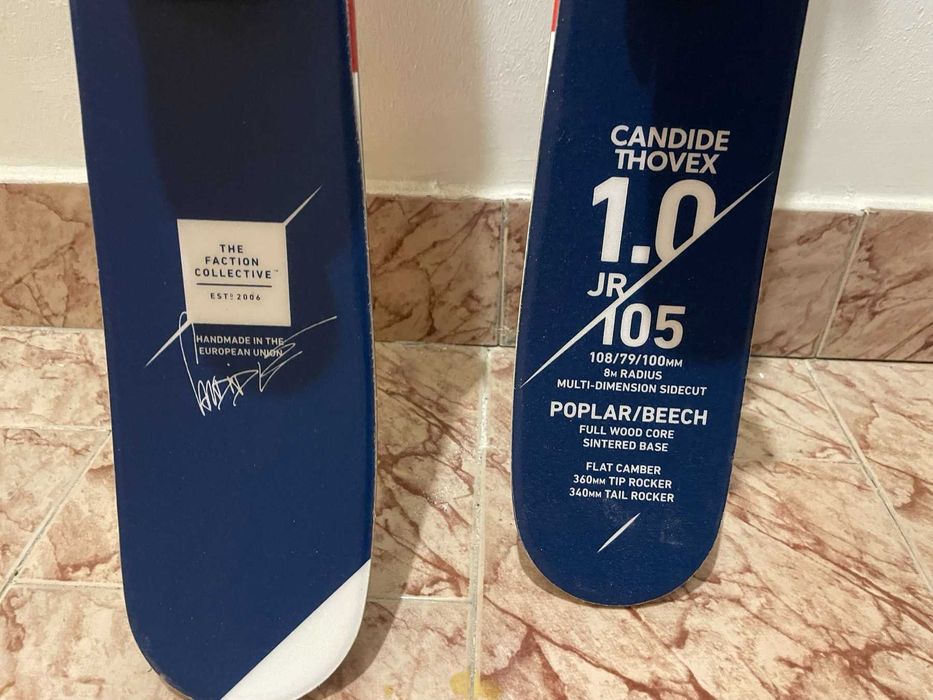 THE
FACTION
COLLECTIVE™
ESTD 2006
HANDMADE IN THE
EUROPEAN UNION
CANDIDE
THOVEX
1.0
JR
105
108/79/100MM
8M RADIUS
MULTI-DIMENSION SIDECUT
POPLAR/BEECH
FULL WOOD CORE
SINTERED BASE
FLAT CAMBER
360MM TIP ROCKER
340MM TAIL ROCKER